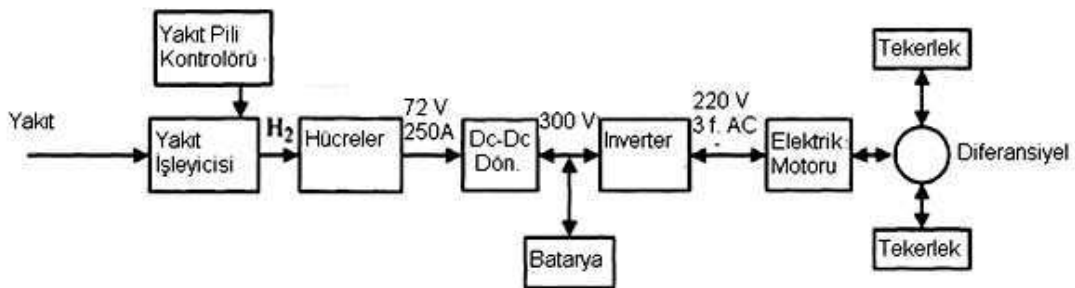 Yakıt Pili
Kontrolörü
Yakıt
Yakıt
İşleyicisi
H2
Hücreler
72 V
250A
Dc-Dc
Dön.
300 V
Batarya
Inverter
220 V
3 f. AC
Elektrik
Motoru
Tekerlek
Diferansiyel
Tekerlek